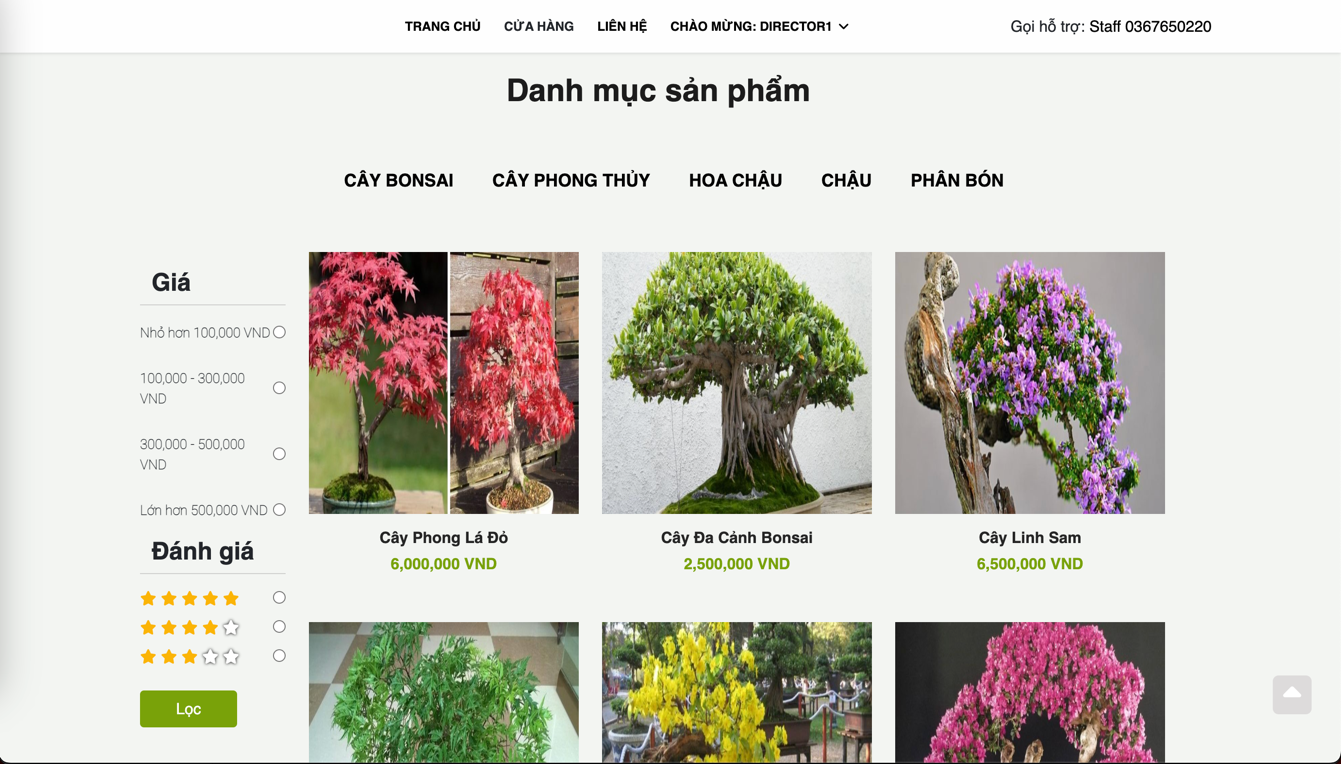 TRANG CHỦ CỬA HÀNG LIÊN HỆ CHÀO MỪNG: DIRECTOR1 Gọi hỗ trợ: Staff 0367650220
Danh mục sản phẩm
CÂY BONSAI CÂY PHONG THỦY HOA CHẬU CHẬU PHÂN BÓN
Giá
Nhỏ hơn 100,000 VND
100,000 - 300,000
VND
300,000 - 500,000
VND
Lớn hơn 500,000 VND
Đánh giá
Lọc
Cây Phong Lá Đỏ
6,000,000 VND
Cây Đa Cảnh Bonsai
2,500,000 VND
Cây Linh Sam
6,500,000 VND